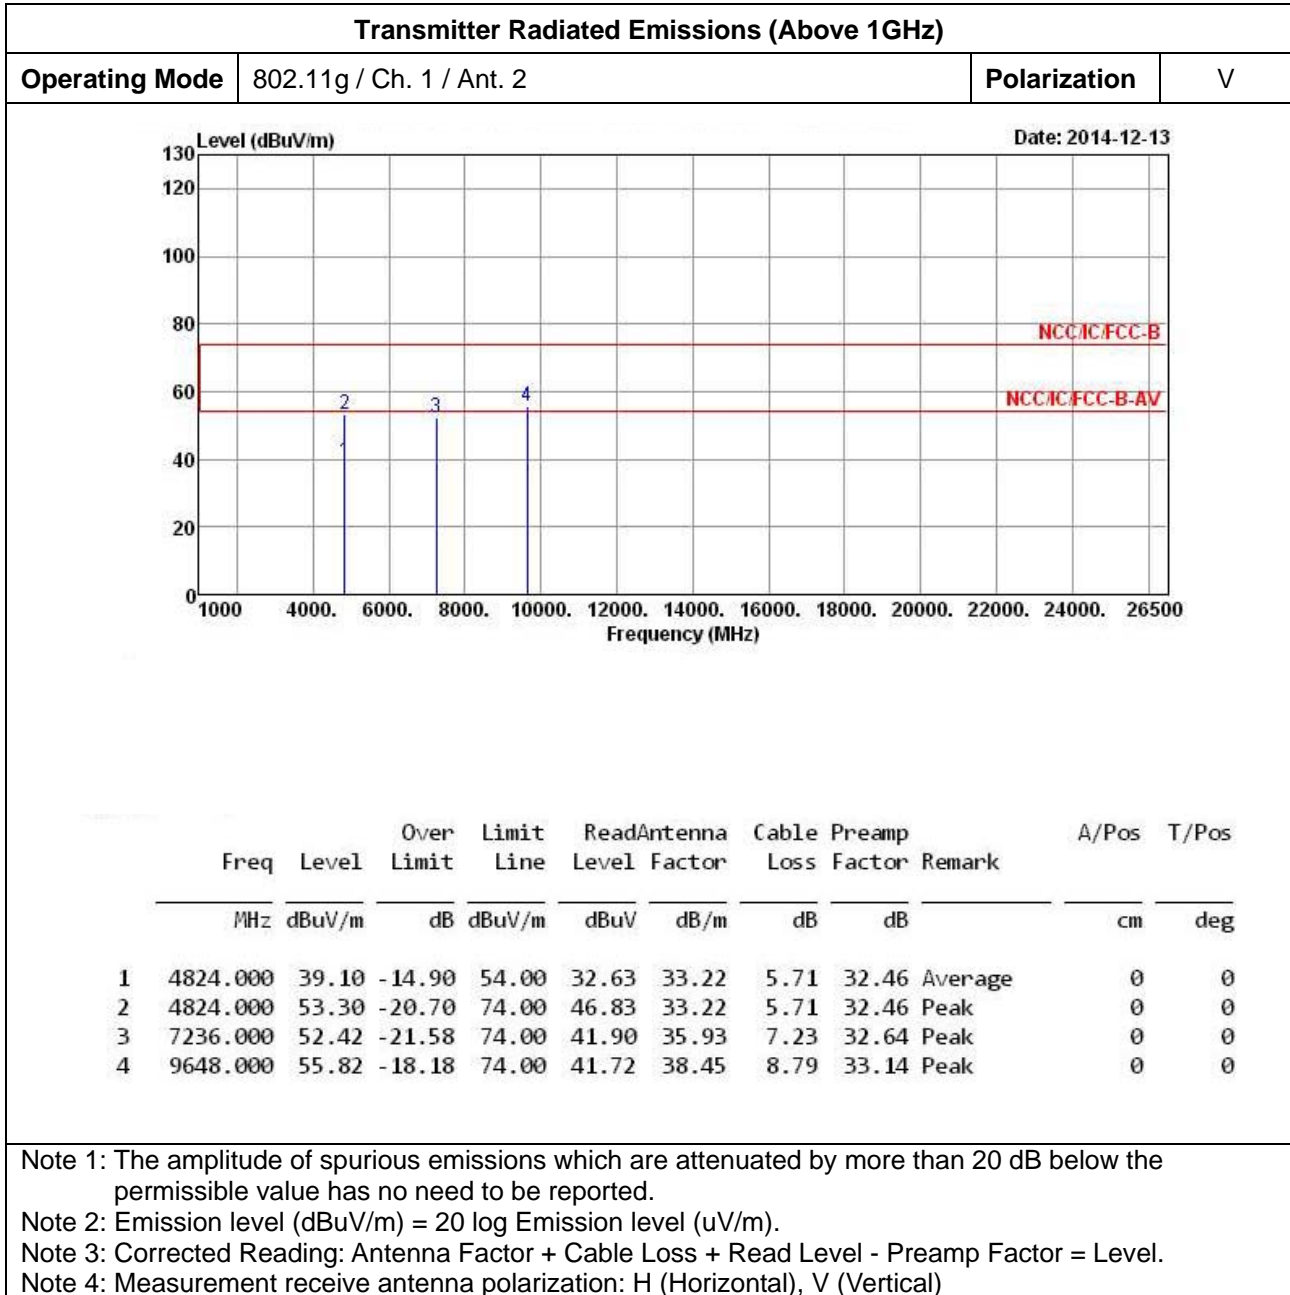 Transmitter Radiated Emissions (Above 1GHz)
Operating Mode 802.11g / Ch. 1 / Ant. 2 Polarization V
Level (dBuV/m) Date: 2014-12-13
130
120
100
80
NCC/IC/FCC-B
60
2 3 4
NCC/IC/FCC-B-AV
40
20
0
1000 4000. 6000. 8000. 10000. 12000. 14000. 16000. 18000. 20000. 22000. 24000. 26500
Frequency (MHz)
Over Limit ReadAntenna Cable Preamp A/Pos T/Pos
Freq Level Limit Line Level Factor Loss Factor Remark
MHz dBuV/m dB dBuV/m dBuV dB/m dB dB cm deg
1 4824.000 39.10 -14.90 54.00 32.63 33.22 5.71 32.46 Average 0 0
2 4824.000 53.30 -20.70 74.00 46.83 33.22 5.71 32.46 Peak 0 0
3 7236.000 52.42 -21.58 74.00 41.90 35.93 7.23 32.64 Peak 0 0
4 9648.000 55.82 -18.18 74.00 41.72 38.45 8.79 33.14 Peak 0 0
Note 1: The amplitude of spurious emissions which are attenuated by more than 20 dB below the
permissible value has no need to be reported.
Note 2: Emission level (dBuV/m) = 20 log Emission level (uV/m).
Note 3: Corrected Reading: Antenna Factor + Cable Loss + Read Level - Preamp Factor = Level.
Note 4: Measurement receive antenna polarization: H (Horizontal), V (Vertical)